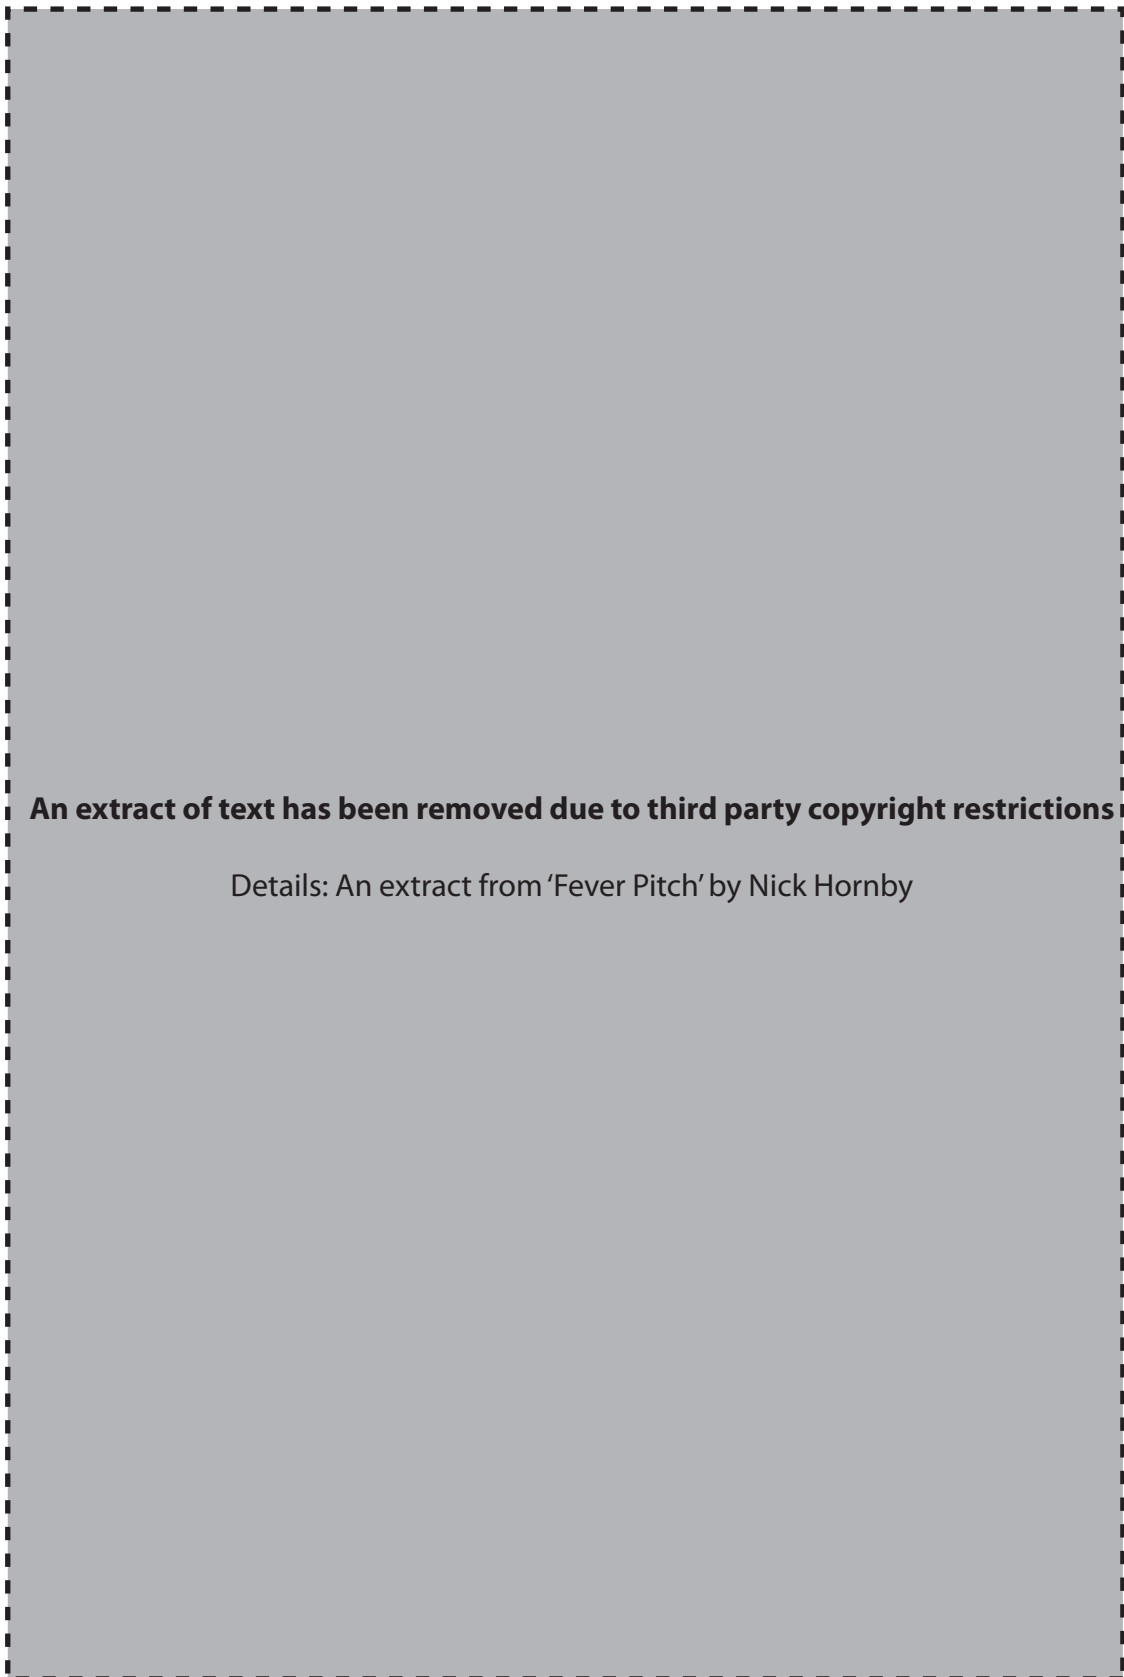 An extract of text has been removed due to third party copyright restrictions
Details: An extract from ‘Fever Pitch’ by Nick Hornby